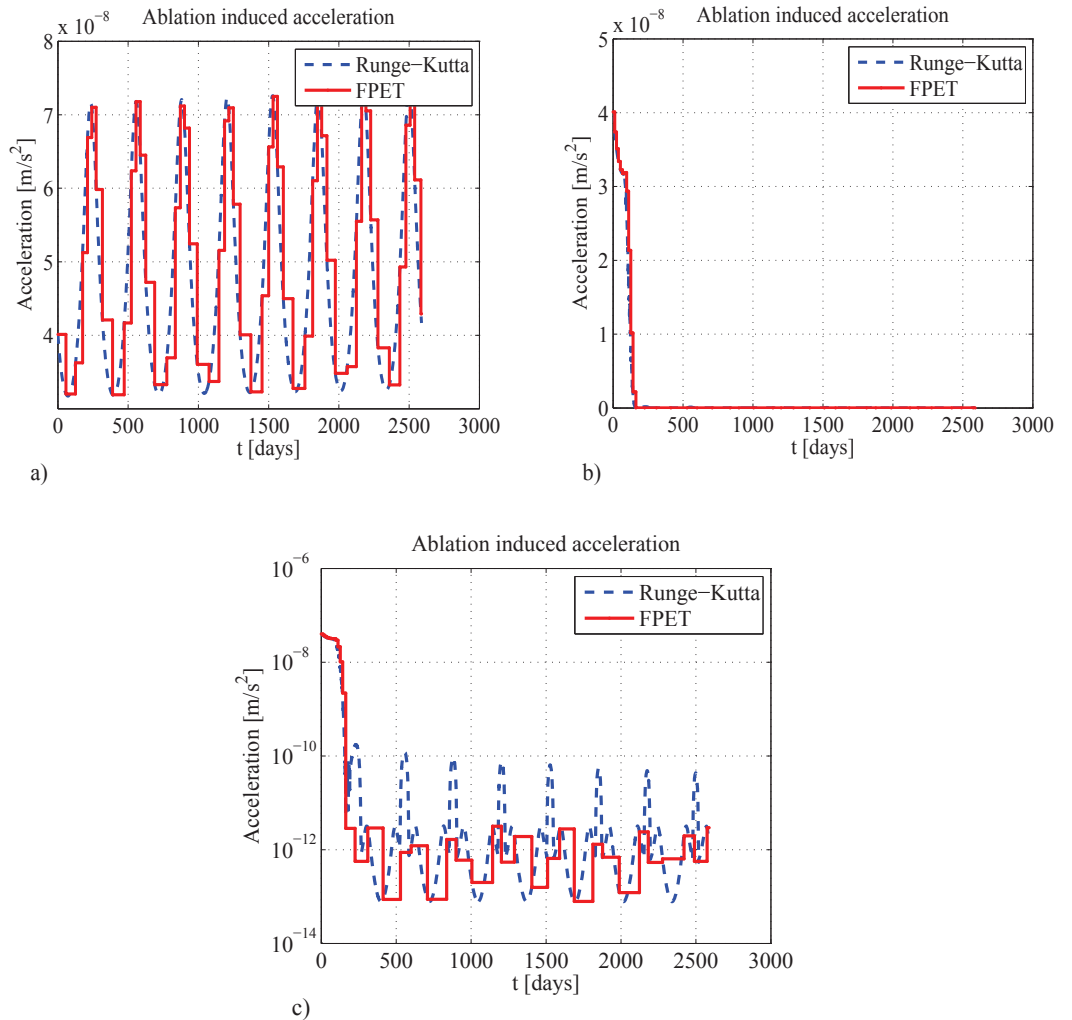 × 10−8
Ablation induced acceleration
8
7
6
5
4
Acceleration [m/s2]
Runge−Kutta
FPET
0 500 1000 1500 2000 2500 3000
t [days]
a)
× 10−8
Ablation induced acceleration
5
4
3
2
1
0
Acceleration [m/s2]
Runge−Kutta
FPET
0 500 1000 1500 2000 2500 3000
t [days]
b)
Ablation induced acceleration
10−6
10−8
10−10
10−12
10−14
Acceleration [m/s2]
Runge−Kutta
FPET
0 500 1000 1500 2000 2500 3000
t [days]
c)